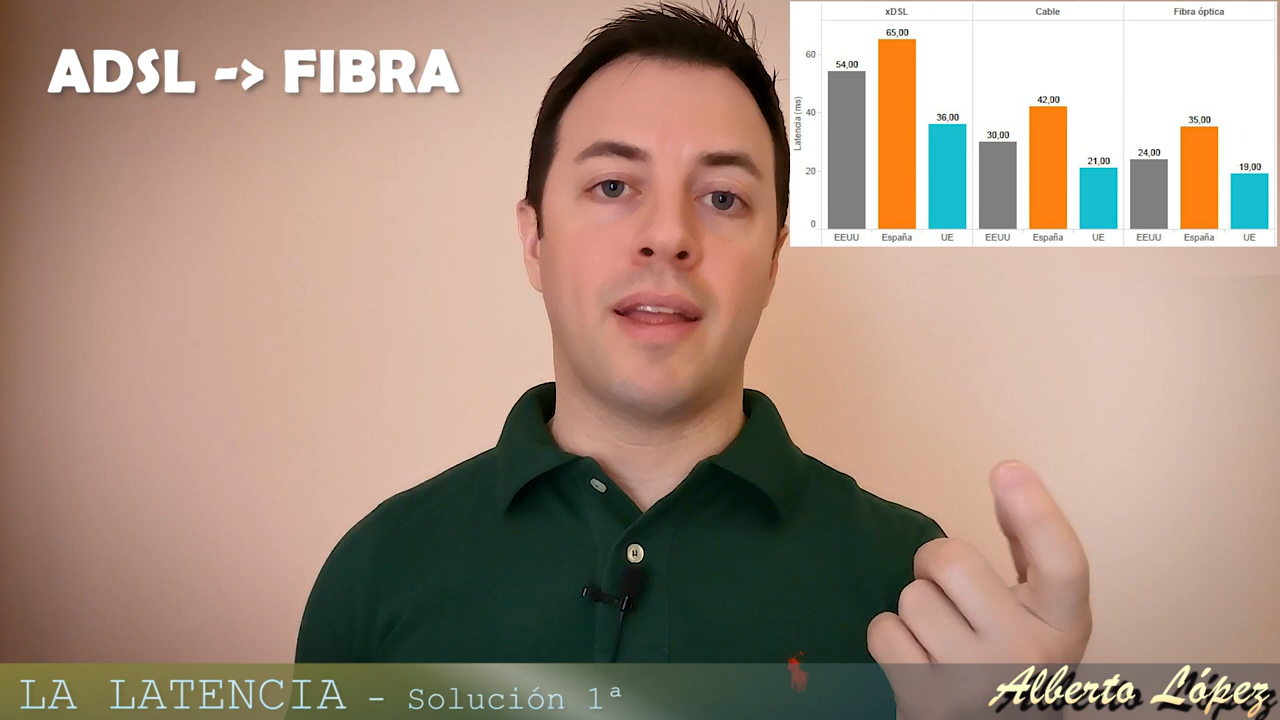 ADSL -> FIBRA
xDSL Cable Fibra óptica
Latencia (ms)
60
40
20
0
54,00 65,00 36,00 30,00 42,00 21,00 24,00 35,00 19,00
EEUU España UE EEUU España UE EEUU España UE
LA LATENCIA - Solución 1ª
Alberto López